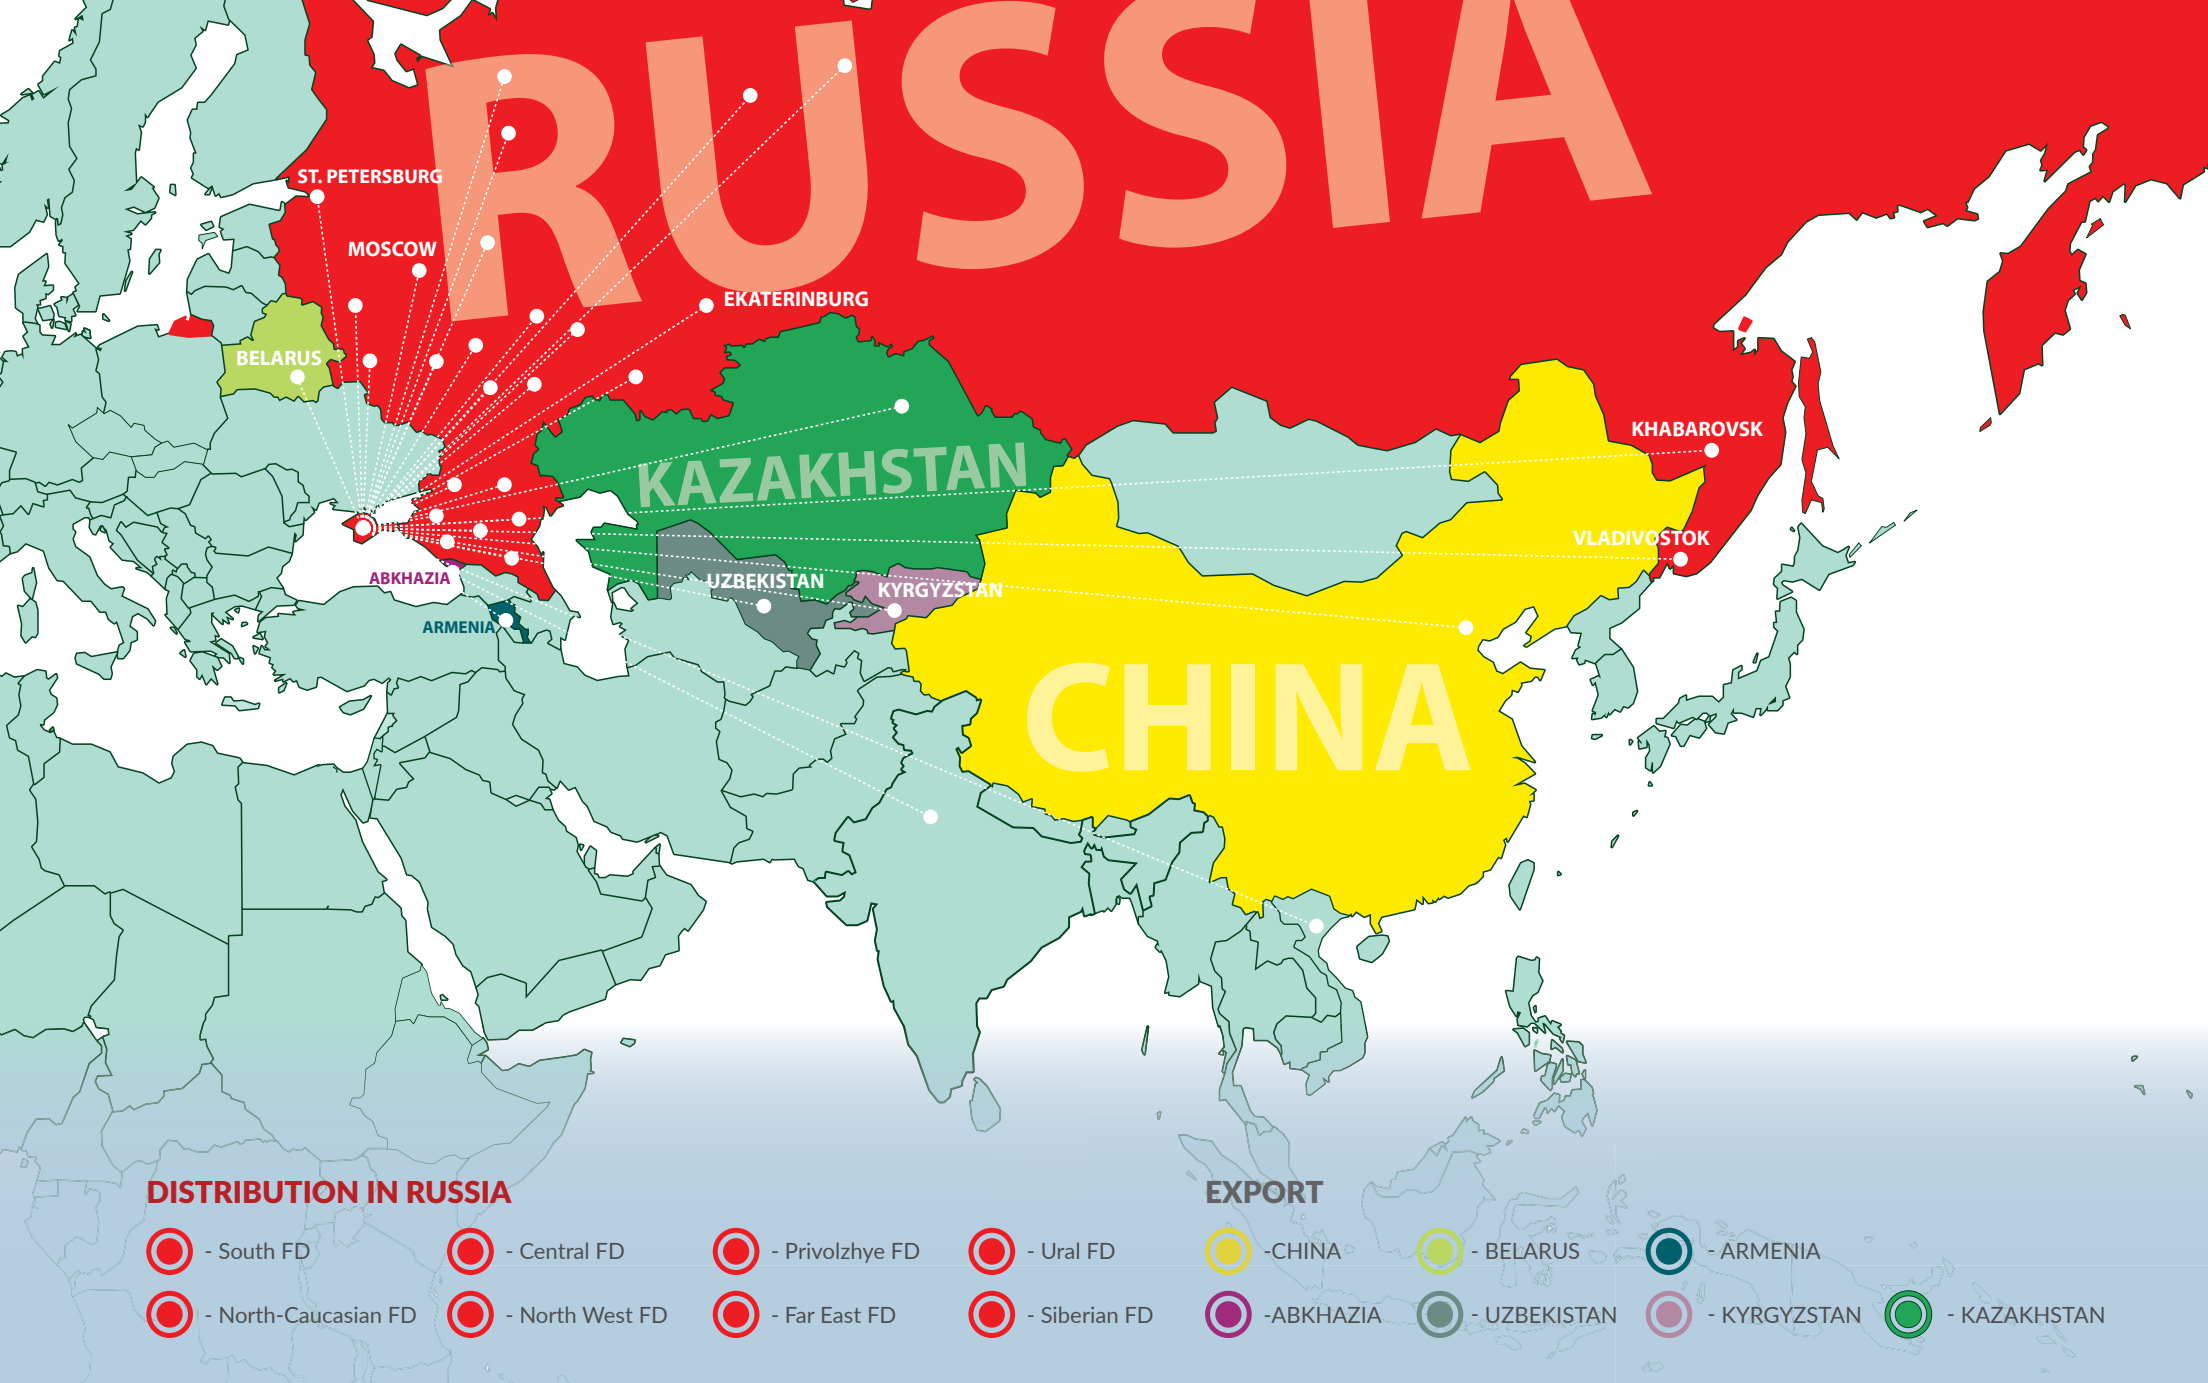 RUSSIA
ST. PETERSBURG
MOSCOW
EKATERINBURG
BELARUS
KHABAROVSK
KAZAKHSTAN
VLADIVOSTOK
ABKHAZIA
UZBEKISTAN
KYRGYZSTAN
ARMENIA
CHINA
DISTRIBUTION IN RUSSIA
- South FD
- Central FD
- Privolzhye FD
- Ural FD
- North-Caucasian FD
- North West FD
- Far East FD
- Siberian FD
EXPORT
-CHINA
- BELARUS
- ARMENIA
-ABKHAZIA
- UZBEKISTAN
- KYRGYZSTAN
- KAZAKHSTAN